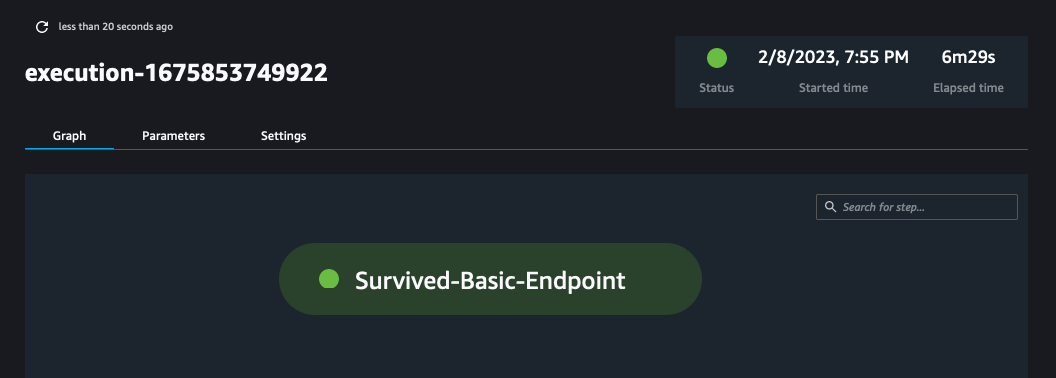 less than 20 seconds ago
execution-1675853749922
2/8/2023, 7:55 PM 6m29s
Status Started time Elapsed time
Graph Parameters Settings
Search for step...
Survived-Basic-Endpoint